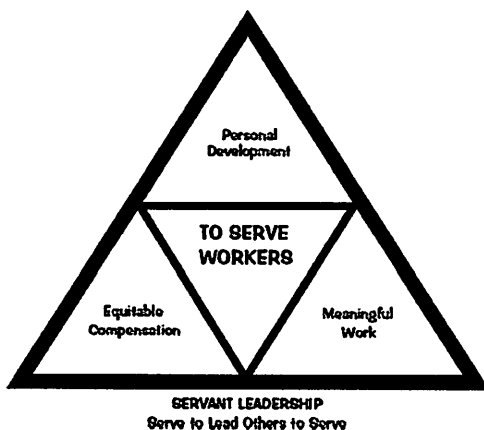 Personal
Development
TO SERVE
WORKERS
Equitable
Compensation
Meaningful
Work
SERVANT LEADERSHIP
Serve to Lead Others to Serve